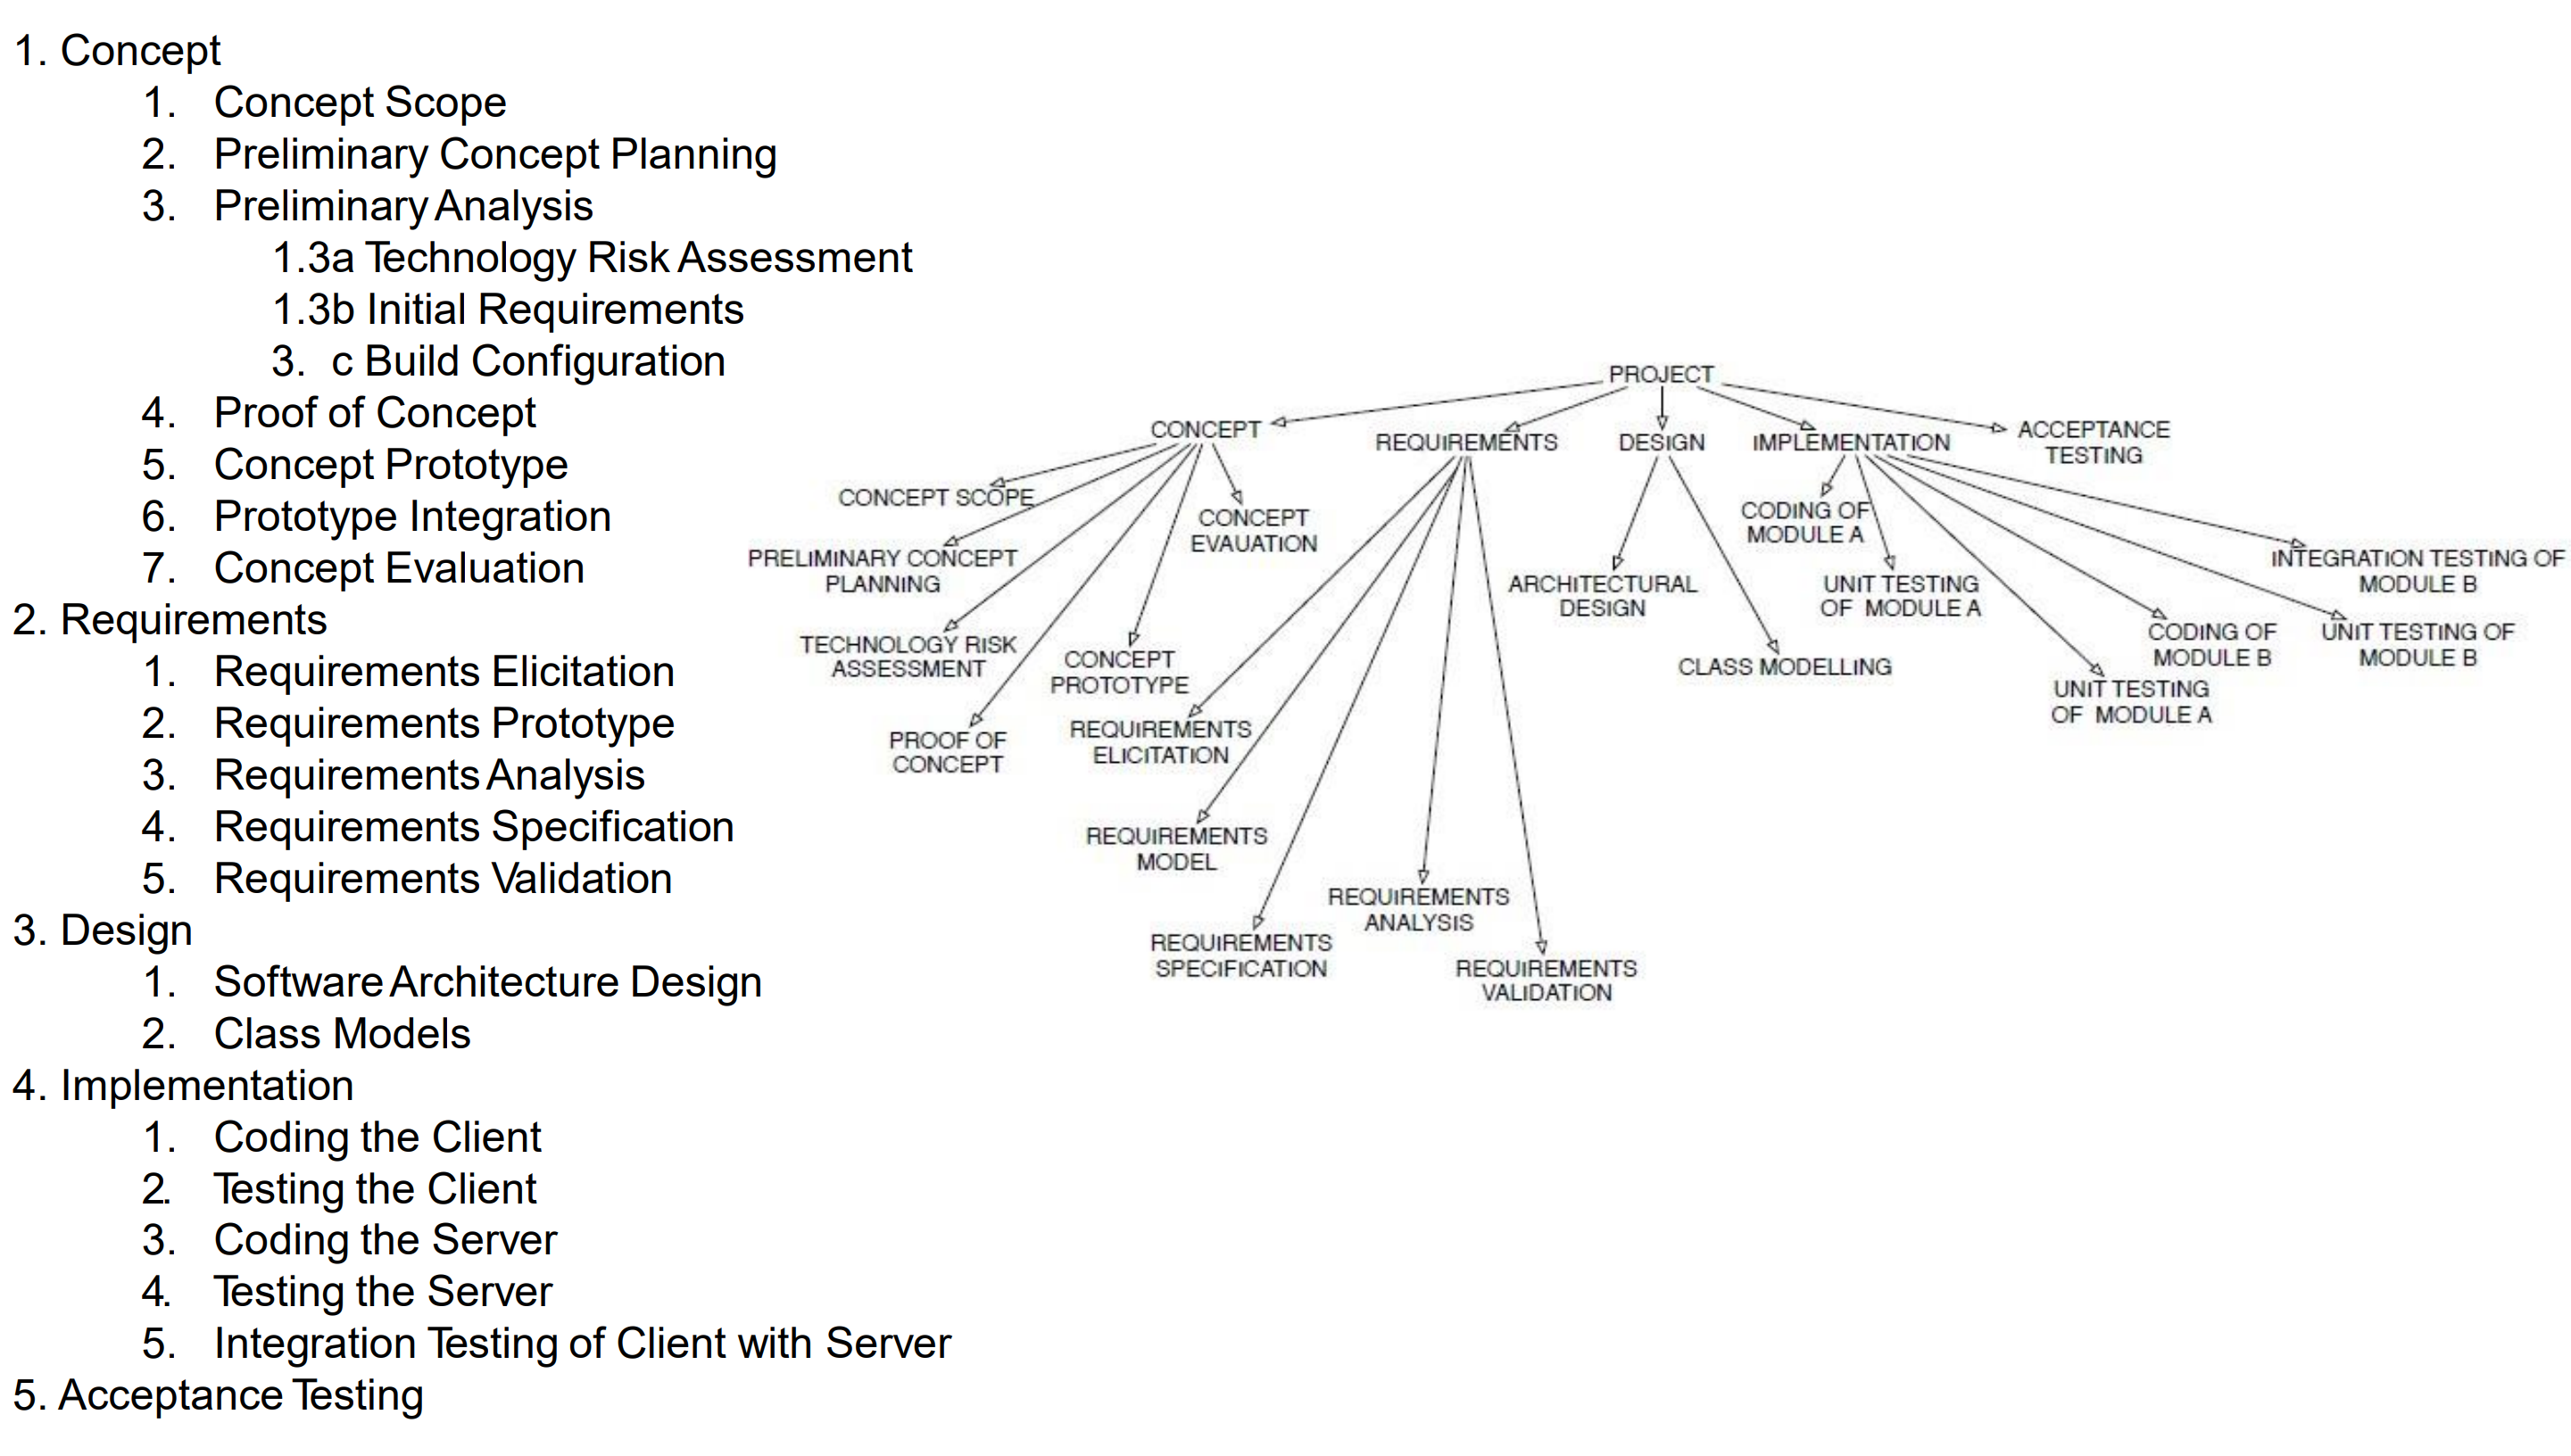 1. Concept
1. Concept Scope
2. Preliminary Concept Planning
3. Preliminary Analysis
1.3a Technology Risk Assessment
1.3b Initial Requirements
3. c Build Configuration
4. Proof of Concept
5. Concept Prototype
6. Prototype Integration
7. Concept Evaluation
2. Requirements
1. Requirements Elicitation
2. Requirements Prototype
3. Requirements Analysis
4. Requirements Specification
5. Requirements Validation
3. Design
1. Software Architecture Design
2. Class Models
4. Implementation
1. Coding the Client
2. Testing the Client
3. Coding the Server
4. Testing the Server
5. Integration Testing of Client with Server
5. Acceptance Testing
PROJECT
CONCEPT
REQUIREMENTS
DESIGN
IMPLEMENTATION
ACCEPTANCE
TESTING
CONCEPT SCOPE
PRELIMINARY CONCEPT
PLANNING
TECHNOLOGY RISK
ASSESSMENT
PROOF OF
CONCEPT
CONCEPT
PROTOTYPE
CONCEPT
EVAUATION
REQUIREMENTS
ELICITATION
REQUIREMENTS
MODEL
REQUIREMENTS
SPECIFICATION
REQUIREMENTS
ANALYSIS
REQUIREMENTS
VALIDATION
ARCHITECTURAL
DESIGN
CLASS MODELLING
CODING OF
MODULE A
UNIT TESTING
OF MODULE A
UNIT TESTING
OF MODULE A
CODING OF
MODULE B
UNIT TESTING OF
MODULE B
INTEGRATION TESTING OF
MODULE B